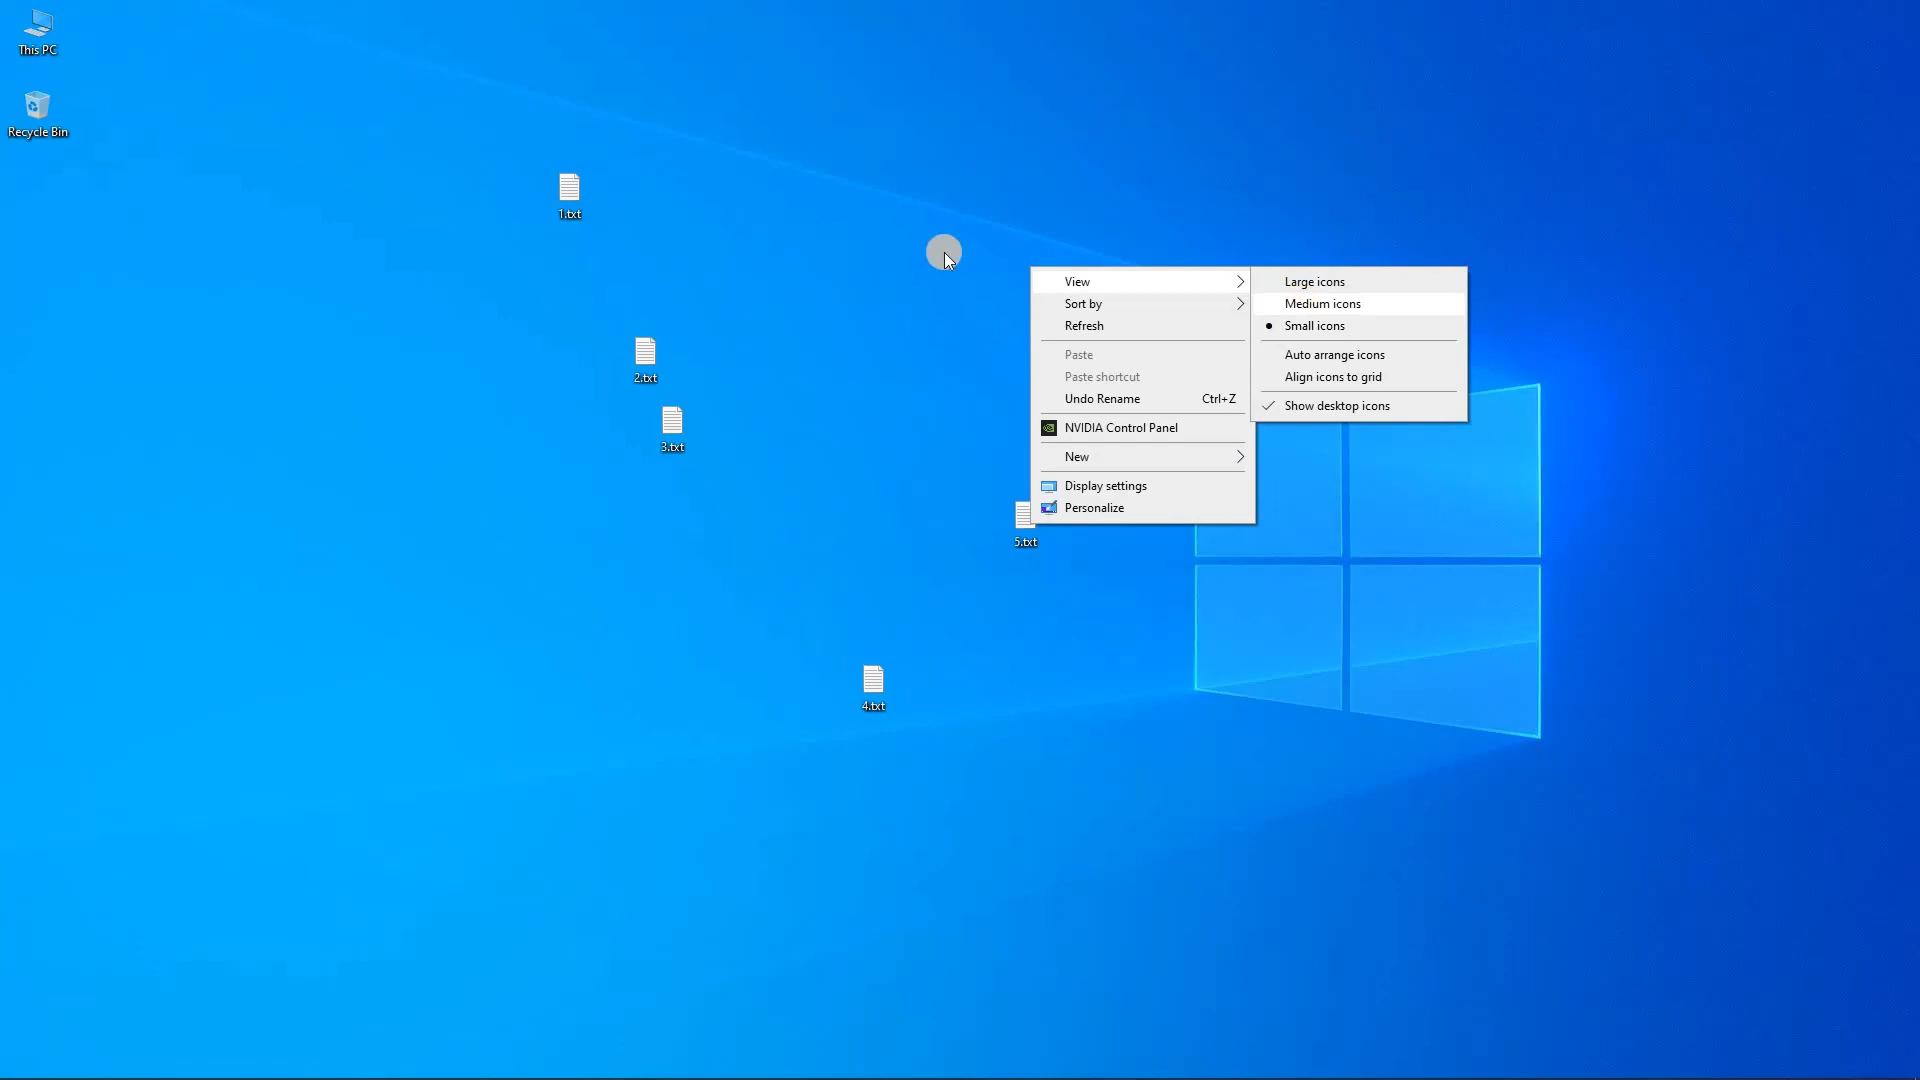 This PC
Recycle Bin
1.txt
2.txt
3.txt
5.txt
4.txt
View
Sort by
Refresh
Paste
Paste shortcut
Undo Rename Ctrl+Z
NVIDIA Control Panel
New
Display settings
Personalize
Large icons
Medium icons
Small icons
Auto arrange icons
Align icons to grid
Show desktop icons